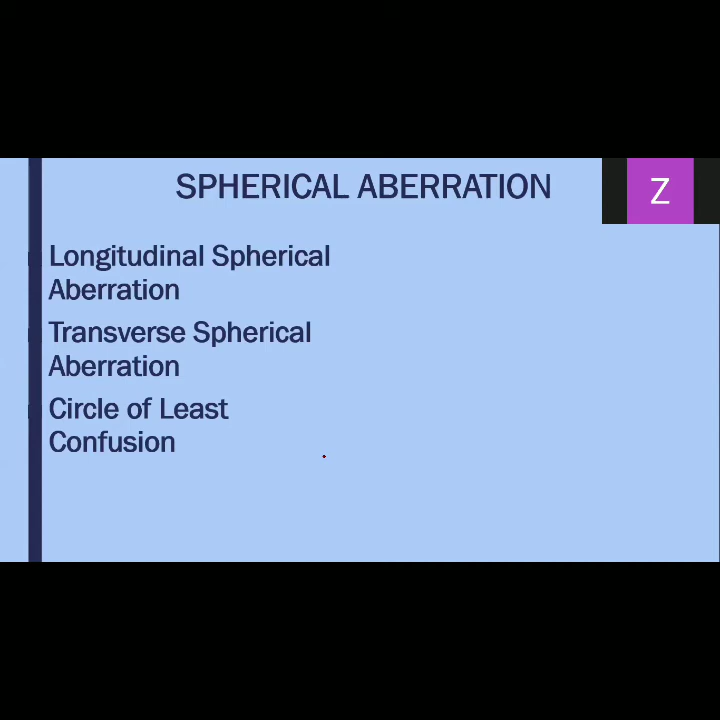 SPHERICAL ABERRATION
Z
Longitudinal Spherical
Aberration
Transverse Spherical
Aberration
Circle of Least
Confusion